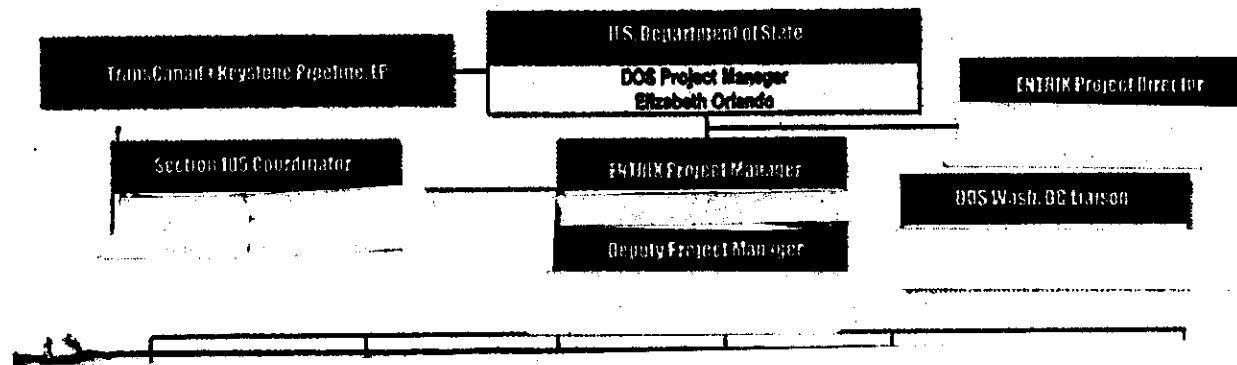 U.S. Department of State
TransCanada Keystone Pipeline, LP
DOS Project Manager
Elizabeth Orlando
ENTRIX Project Director
Section 106 Coordinator
ENTRIX Project Manager
DOS Wash. DC Liaison
Deputy Project Manager